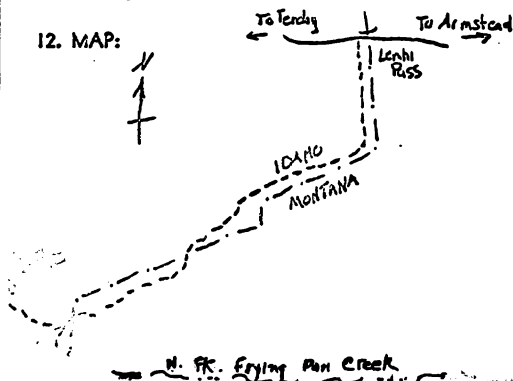 12. MAP:
N
To Tendoy
To Armstead
Lemhi
Pass
IDAHO
MONTANA
N. FK. Frying Pan Creek